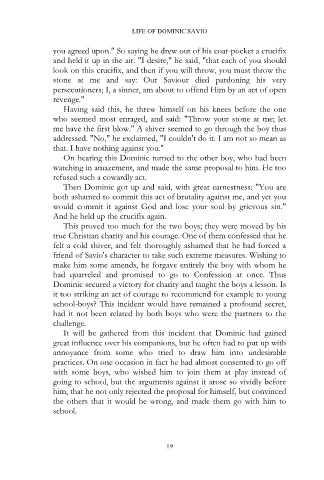 LIFE OF DOMINIC SAVIO
you agreed upon." So saying he drew out of his coat-pocket a crucifix
and held it up in the air. "I desire," he said, "that each of you should
look on this crucifix, and then if you will throw, you must throw the
stone at me and say: Our Saviour died pardoning his very
persecutioners; I, a sinner, am about to offend Him by an act of open
revenge."
Having said this, he threw himself on his knees before the one
who seemed most enraged, and said: "Throw your stone at me; let
me have the first blow." A shiver seemed to go through the boy thus
addressed. "No," he exclaimed, "I couldn't do it. I am not so mean as
that. I have nothing against you."
On hearing this Dominic turned to the other boy, who had been
watching in amazement, and made the same proposal to him. He too
refused such a cowardly act.
Then Dominic got up and said, with great earnestness: "You are
both ashamed to commit this act of brutality against me, and yet you
would commit it against God and lose your soul by grievous sin."
And he held up the crucifix again.
This proved too much for the two boys; they were moved by his
true Christian charity and his courage. One of them confessed that he
felt a cold shiver, and felt thoroughly ashamed that he had forced a
friend of Savio's character to take such extreme measures. Wishing to
make him some amends, he forgave entirely the boy with whom he
had quarreled and promised to go to Confession at once. Thus
Dominic secured a victory for charity and taught the boys a lesson. Is
it too striking an act of courage to recommend for example to young
school-boys? This incident would have remained a profound secret,
had it not been related by both boys who were the partners to the
challenge.
It will be gathered from this incident that Dominic had gained
great influence over his companions, but he often had to put up with
annoyance from some who tried to draw him into undesirable
practices. On one occasion in fact he had almost consented to go off
with some boys, who wished him to join them at play instead of
going to school, but the arguments against it arose so vividly before
him, that he not only rejected the proposal for himself, but convinced
the others that it would be wrong, and made them go with him to
school.
19